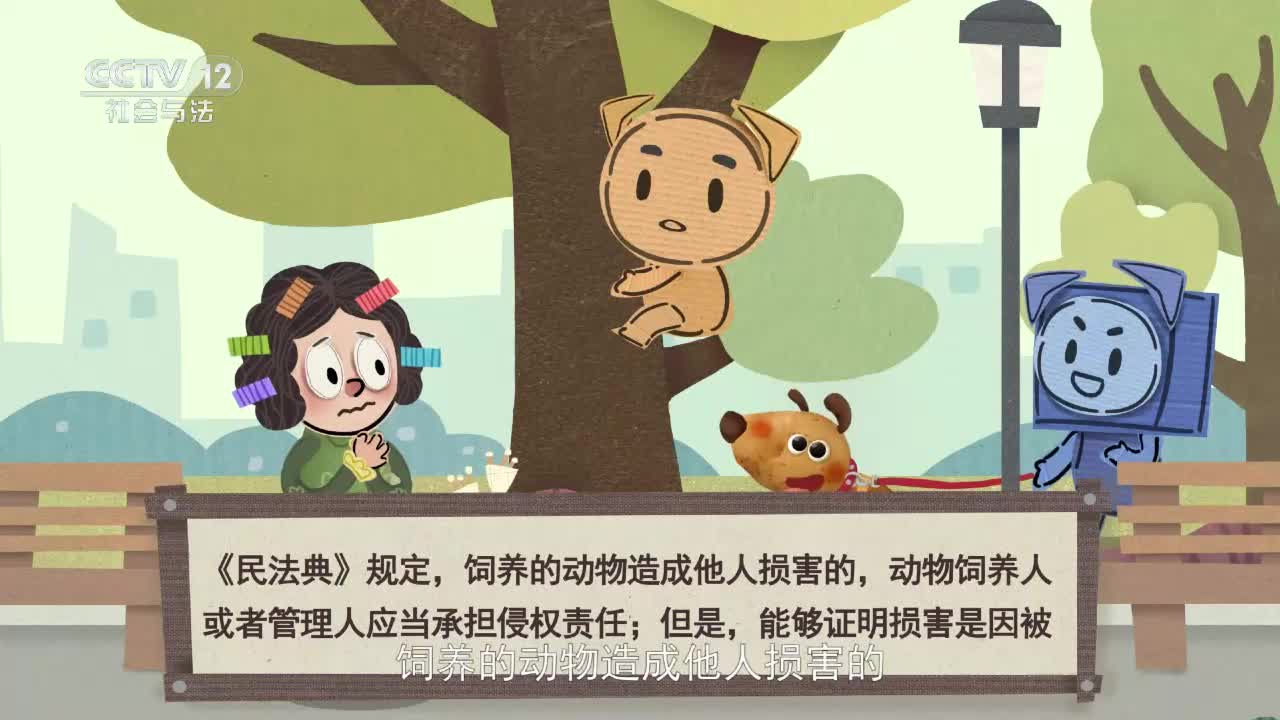 CCTV 12
社会与法
《民法典》规定，饲养的动物造成他人损害的，动物饲养人
或者管理人应当承担侵权责任；但是，能够证明损害是因被
饲养的动物造成他人损害的